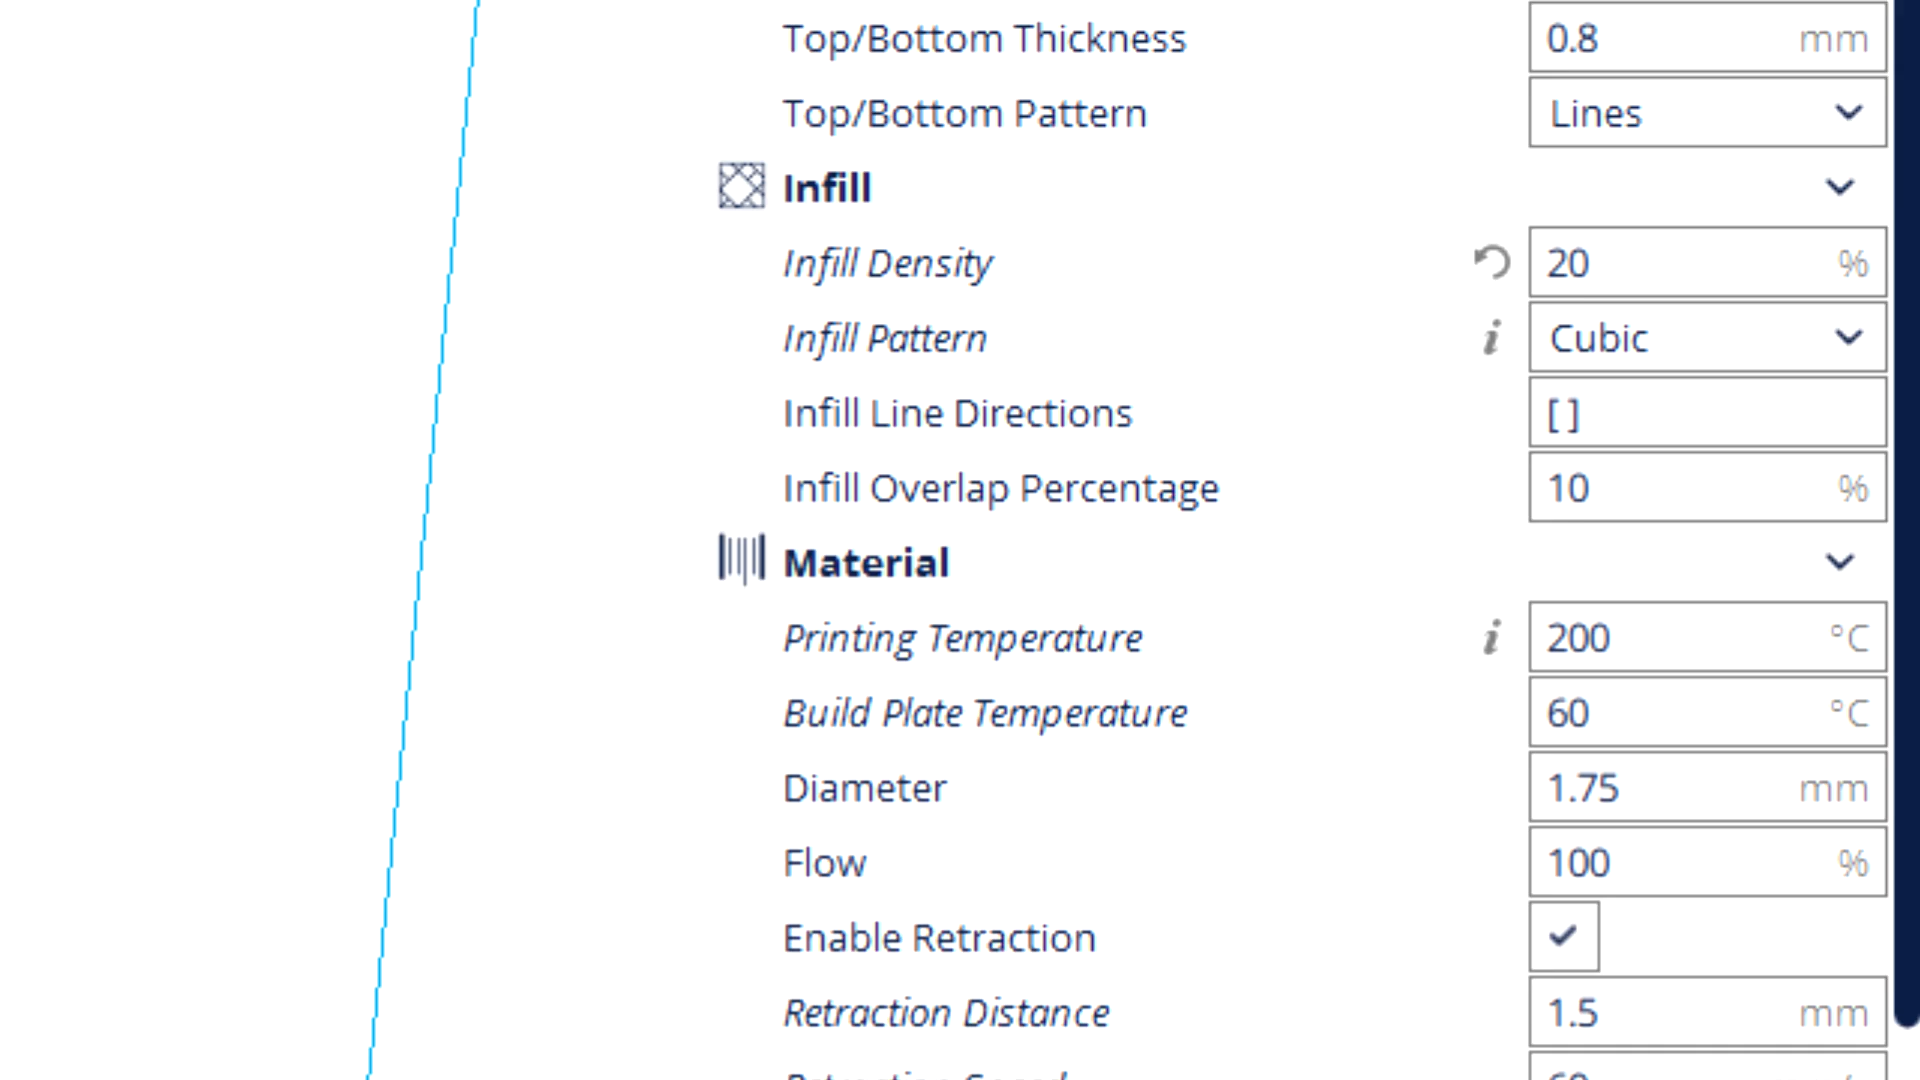 Top/Bottom Thickness 0.8 mm
Top/Bottom Pattern Lines
Infill
Infill Density 20 %
Infill Pattern i Cubic
Infill Line Directions [ ]
Infill Overlap Percentage 10 %
Material
Printing Temperature i 200 °C
Build Plate Temperature 60 °C
Diameter 1.75 mm
Flow 100 %
Enable Retraction
Retraction Distance 1.5 mm